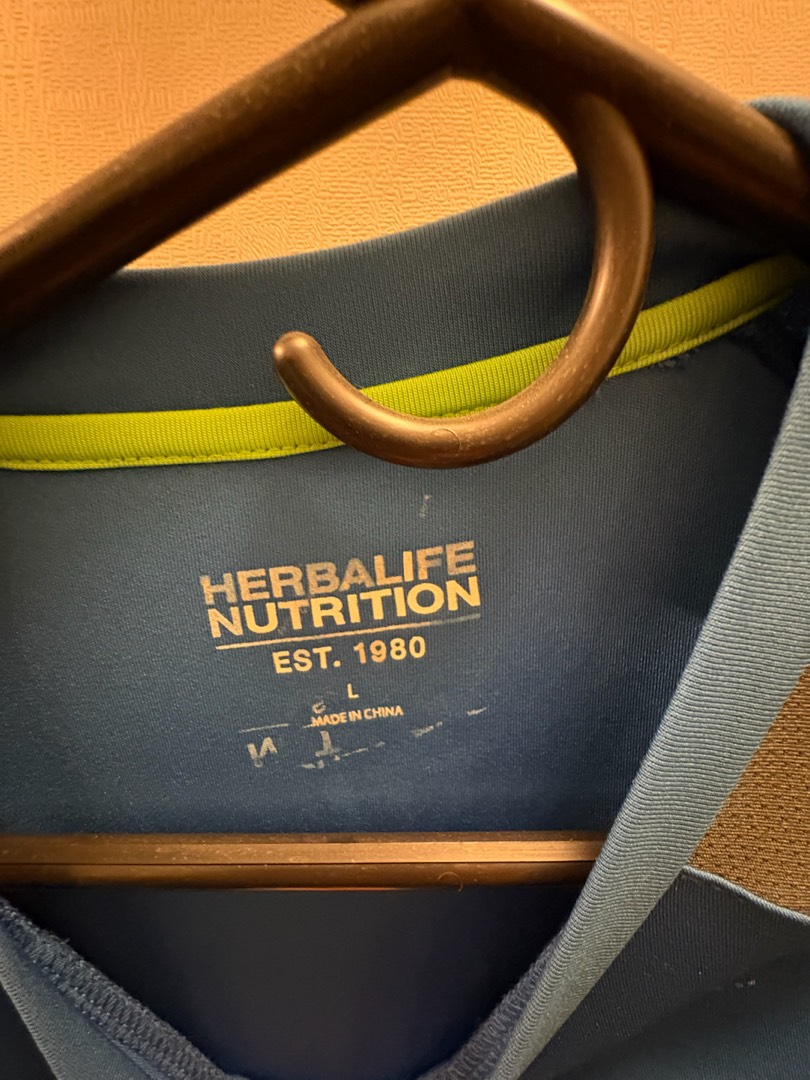 HERBALIFE
NUTRITION
EST. 1980
L
MADE IN CHINA